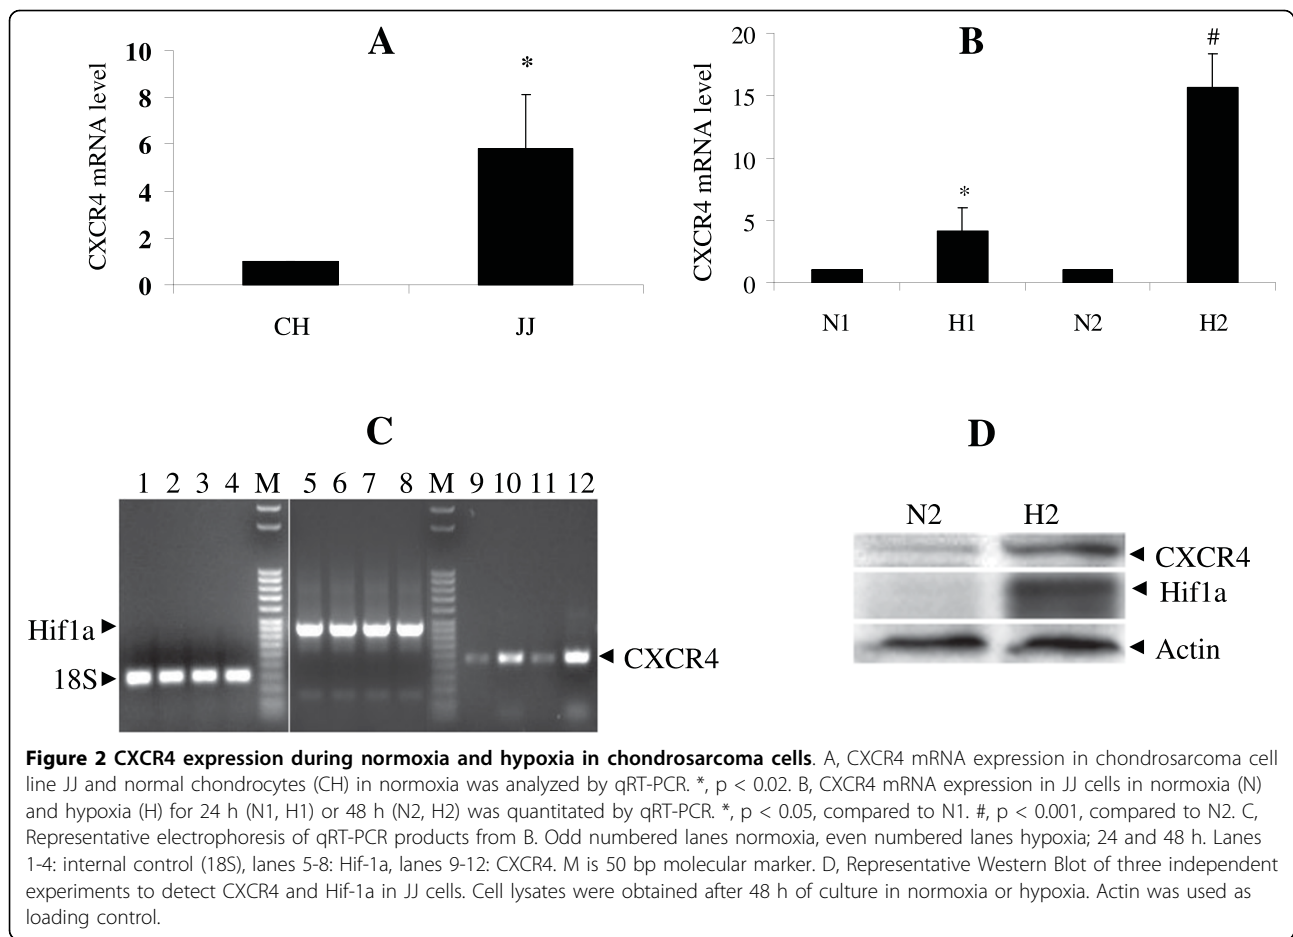 A
CXCR4 mRNA level
10
8
6
4
2
0
*
CH JJ
B
CXCR4 mRNA level
20
15
10
5
0
*
#
N1 H1 N2 H2
C
1 2 3 4 M 5 6 7 8 M 9 10 11 12
Hif1a
18S
CXCR4
D
N2 H2
CXCR4
Hif1a
Actin
Figure 2 CXCR4 expression during normoxia and hypoxia in chondrosarcoma cells. A, CXCR4 mRNA expression in chondrosarcoma cell
line JJ and normal chondrocytes (CH) in normoxia was analyzed by qRT-PCR. *, p < 0.02. B, CXCR4 mRNA expression in JJ cells in normoxia (N)
and hypoxia (H) for 24 h (N1, H1) or 48 h (N2, H2) was quantitated by qRT-PCR. *, p < 0.05, compared to N1. #, p < 0.001, compared to N2. C,
Representative electrophoresis of qRT-PCR products from B. Odd numbered lanes normoxia, even numbered lanes hypoxia; 24 and 48 h. Lanes
1-4: internal control (18S), lanes 5-8: Hif-1a, lanes 9-12: CXCR4. M is 50 bp molecular marker. D, Representative Western Blot of three independent
experiments to detect CXCR4 and Hif-1a in JJ cells. Cell lysates were obtained after 48 h of culture in normoxia or hypoxia. Actin was used as
loading control.